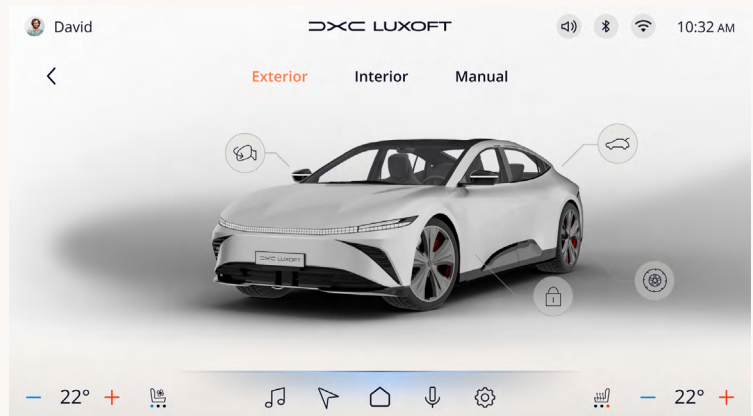 David
DXC LUXOFT
10:32 AM
Exterior
Interior
Manual
DXC LUXOFT
22°
22°